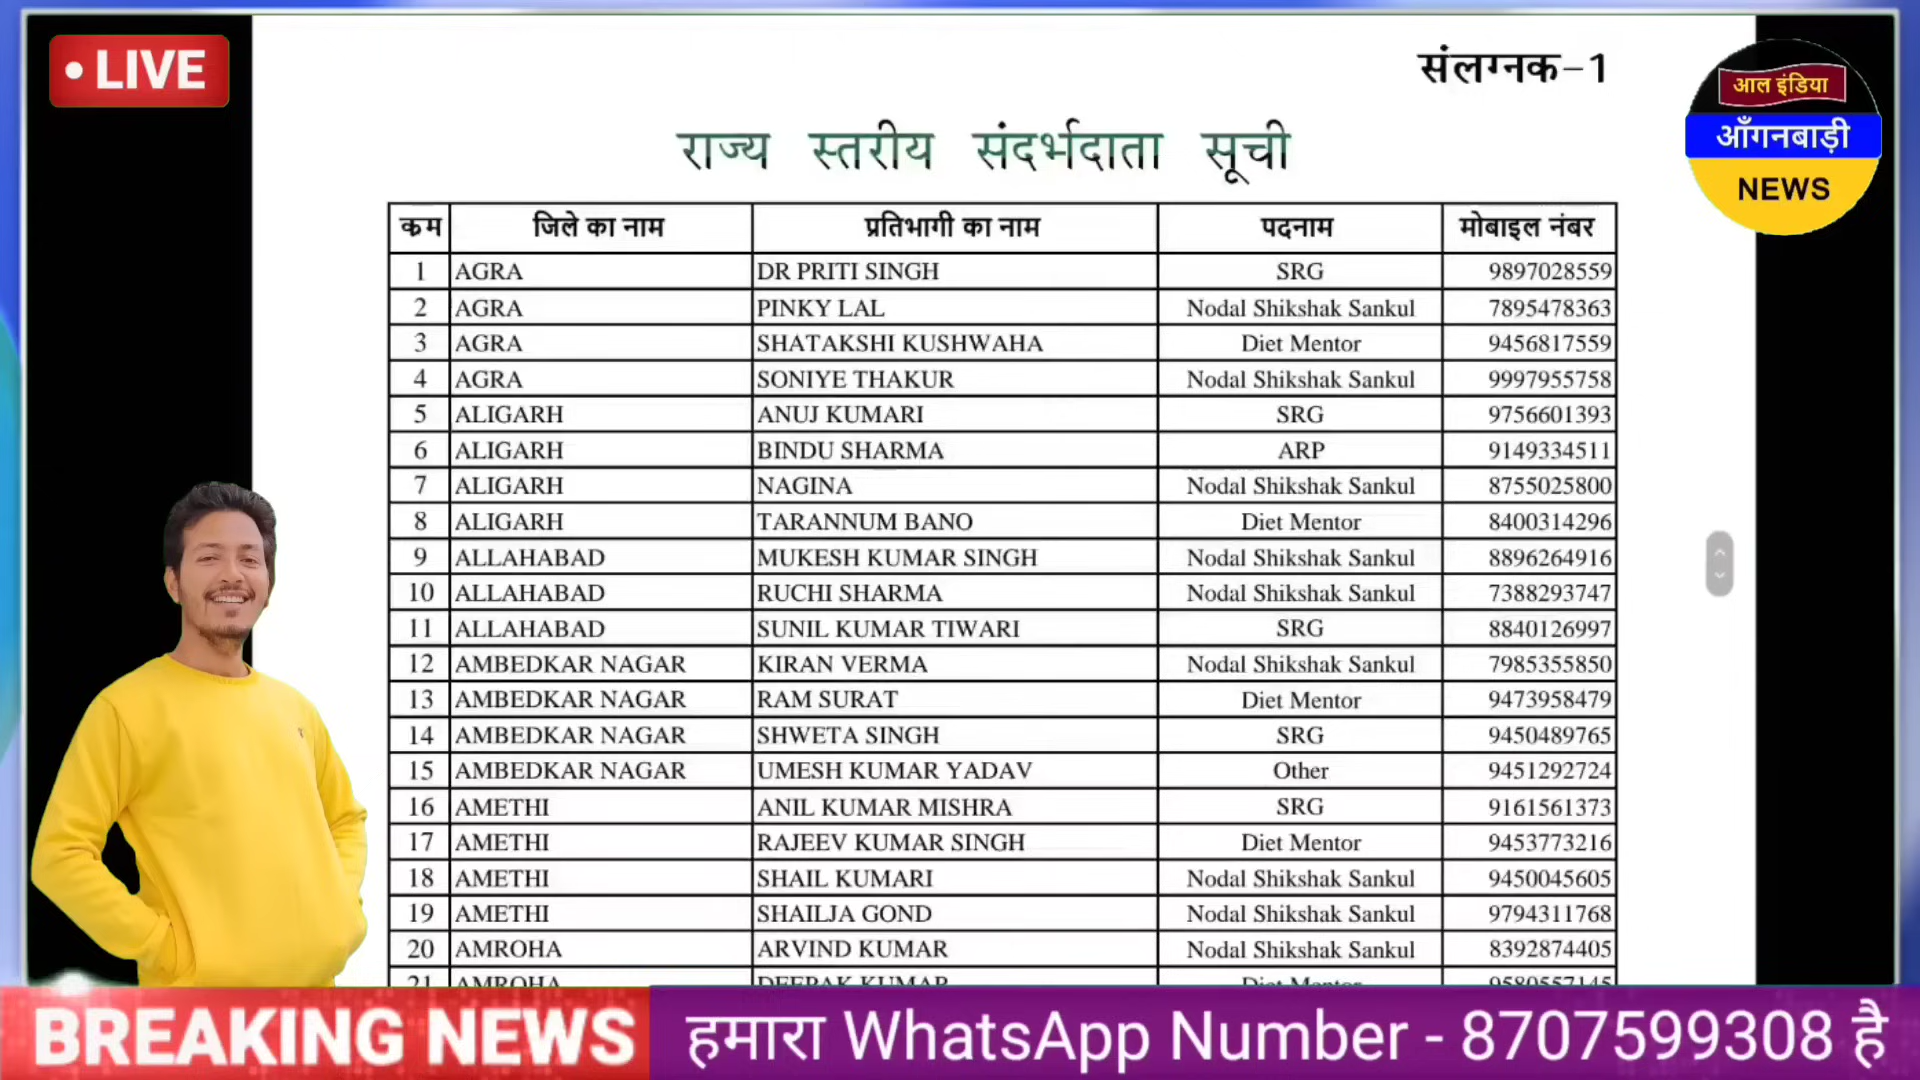 • LIVE
संलग्नक-1
आल इंडिया
आँगनबाड़ी
NEWS
राज्य स्तरीय संदर्भदाता सूची
कम जिले का नाम प्रतिभागी का नाम पदनाम मोबाइल नंबर
1 AGRA DR PRITI SINGH SRG 9897028559
2 AGRA PINKY LAL Nodal Shikshak Sankul 7895478363
3 AGRA SHATAKSHI KUSHWAHA Diet Mentor 9456817559
4 AGRA SONIYE THAKUR Nodal Shikshak Sankul 9997955758
5 ALIGARH ANUJ KUMARI SRG 9756601393
6 ALIGARH BINDU SHARMA ARP 9149334511
7 ALIGARH NAGINA Nodal Shikshak Sankul 8755025800
8 ALIGARH TARANNUM BANO Diet Mentor 8400314296
9 ALLAHABAD MUKESH KUMAR SINGH Nodal Shikshak Sankul 8896264916
10 ALLAHABAD RUCHI SHARMA Nodal Shikshak Sankul 7388293747
11 ALLAHABAD SUNIL KUMAR TIWARI SRG 8840126997
12 AMBEDKAR NAGAR KIRAN VERMA Nodal Shikshak Sankul 7985355850
13 AMBEDKAR NAGAR RAM SURAT Diet Mentor 9473958479
14 AMBEDKAR NAGAR SHWETA SINGH SRG 9450489765
15 AMBEDKAR NAGAR UMESH KUMAR YADAV Other 9451292724
16 AMETHI ANIL KUMAR MISHRA SRG 9161561373
17 AMETHI RAJEEV KUMAR SINGH Diet Mentor 9453773216
18 AMETHI SHAIL KUMARI Nodal Shikshak Sankul 9450045605
19 AMETHI SHAILJA GOND Nodal Shikshak Sankul 9794311768
20 AMROHA ARVIND KUMAR Nodal Shikshak Sankul 8392874405
21 AMROHA DEEPAK KUMAR Diet Mentor
BREAKING NEWS हमारा WhatsApp Number - 8707599308 है